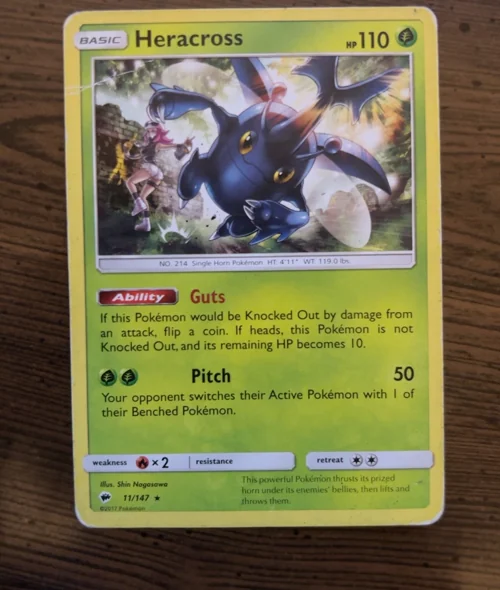 BASIC Heracross HP 110
NO. 214 Single Horn Pokémon HT: 4'11" WT: 119.0 lbs.
Ability Guts
If this Pokémon would be Knocked Out by damage from
an attack, flip a coin. If heads, this Pokémon is not
Knocked Out, and its remaining HP becomes 10.
Pitch 50
Your opponent switches their Active Pokémon with 1 of
their Benched Pokémon.
weakness ×2 resistance retreat
Illus. Shin Nagasawa
11/147 ★
©2017 Pokémon
This powerful Pokémon thrusts its prized
horn under its enemies' bellies, then lifts and
throws them.